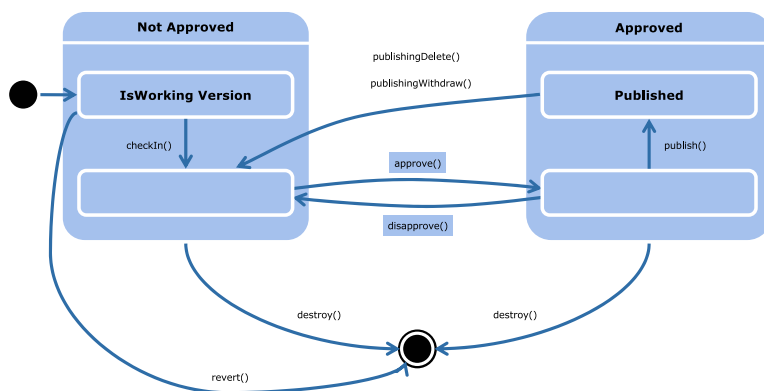 Not Approved
Approved
publishingDelete()
publishingWithdraw()
IsWorking Version
Published
checkIn()
publish()
approve()
disapprove()
destroy()
destroy()
revert()